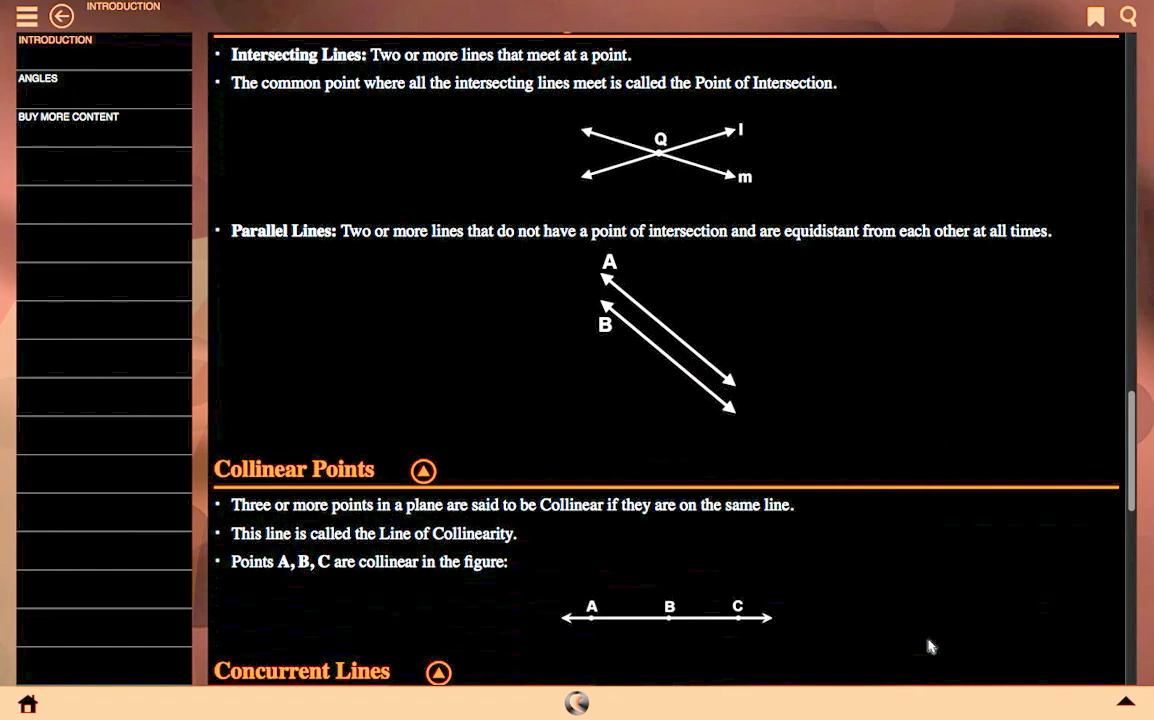 INTRODUCTION
INTRODUCTION
ANGLES
BUY MORE CONTENT
• Intersecting Lines: Two or more lines that meet at a point.
• The common point where all the intersecting lines meet is called the Point of Intersection.
Q
l
m
• Parallel Lines: Two or more lines that do not have a point of intersection and are equidistant from each other at all times.
A
B
Collinear Points
• Three or more points in a plane are said to be Collinear if they are on the same line.
• This line is called the Line of Collinearity.
• Points A, B, C are collinear in the figure:
A B C
Concurrent Lines